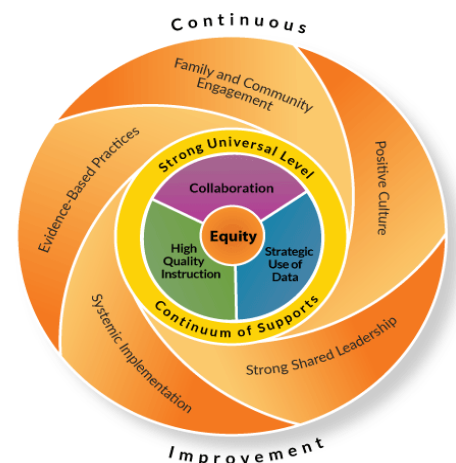 Continuous
Family and Community
Engagement
Positive Culture
Evidence-Based Practices
Strong Universal Level
Collaboration
Equity
High
Quality
Instruction
Strategic
Use of
Data
Continuum of Supports
Systemic Implementation
Strong Shared Leadership
Improvement